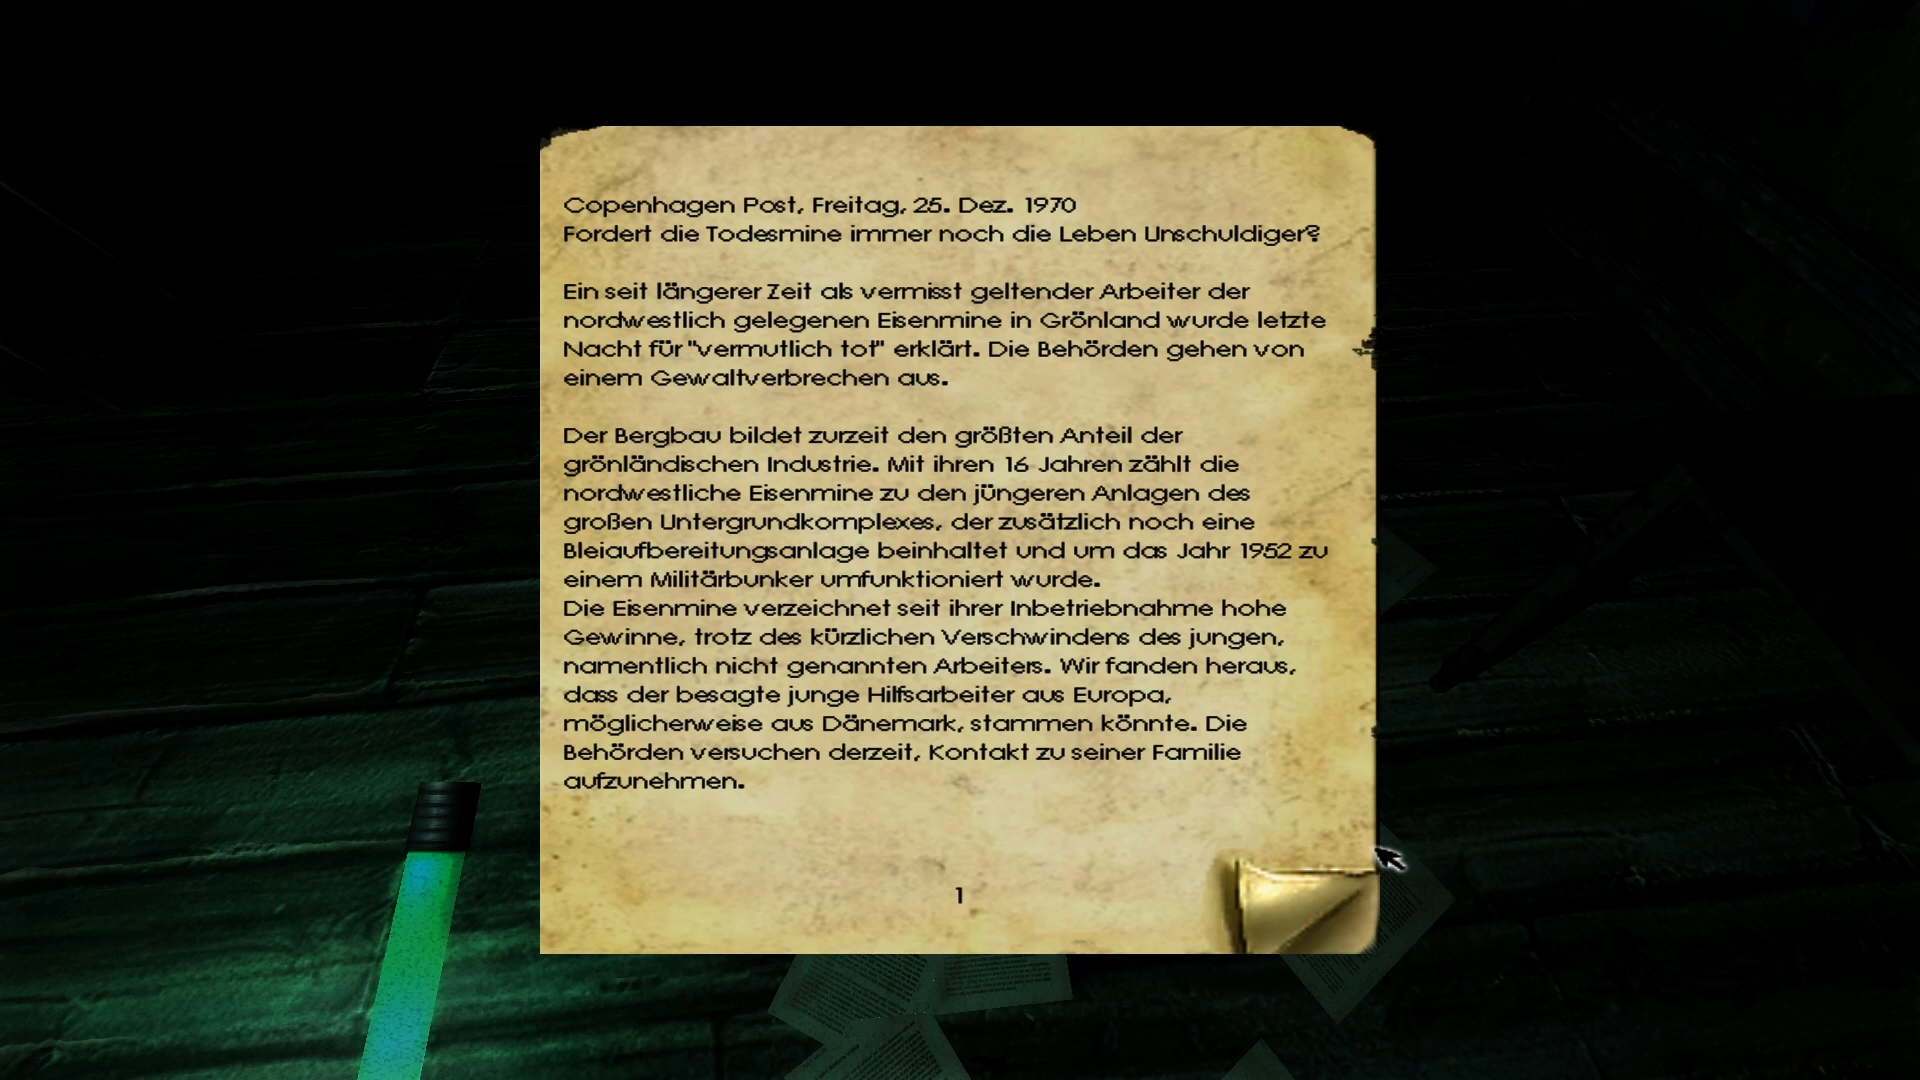 Copenhagen Post, Freitag, 25. Dez. 1970
Fordert die Todesmine immer noch die Leben Unschuldiger?
Ein seit längerer Zeit als vermisst geltender Arbeiter der
nordwestlich gelegenen Eisenmine in Grönland wurde letzte
Nacht für "vermutlich tot" erklärt. Die Behörden gehen von
einem Gewaltverbrechen aus.
Der Bergbau bildet zurzeit den größten Anteil der
grönländischen Industrie. Mit ihren 16 Jahren zählt die
nordwestliche Eisenmine zu den jüngeren Anlagen des
großen Untergrundkomplexes, der zusätzlich noch eine
Bleiaufbereitungsanlage beinhaltet und um das Jahr 1952 zu
einem Militärbunker umfunktioniert wurde.
Die Eisenmine verzeichnet seit ihrer Inbetriebnahme hohe
Gewinne, trotz des kürzlichen Verschwindens des jungen,
namentlich nicht genannten Arbeiters. Wir fanden heraus,
dass der besagte junge Hilfsarbeiter aus Europa,
möglicherweise aus Dänemark, stammen könnte. Die
Behörden versuchen derzeit, Kontakt zu seiner Familie
aufzunehmen.
1